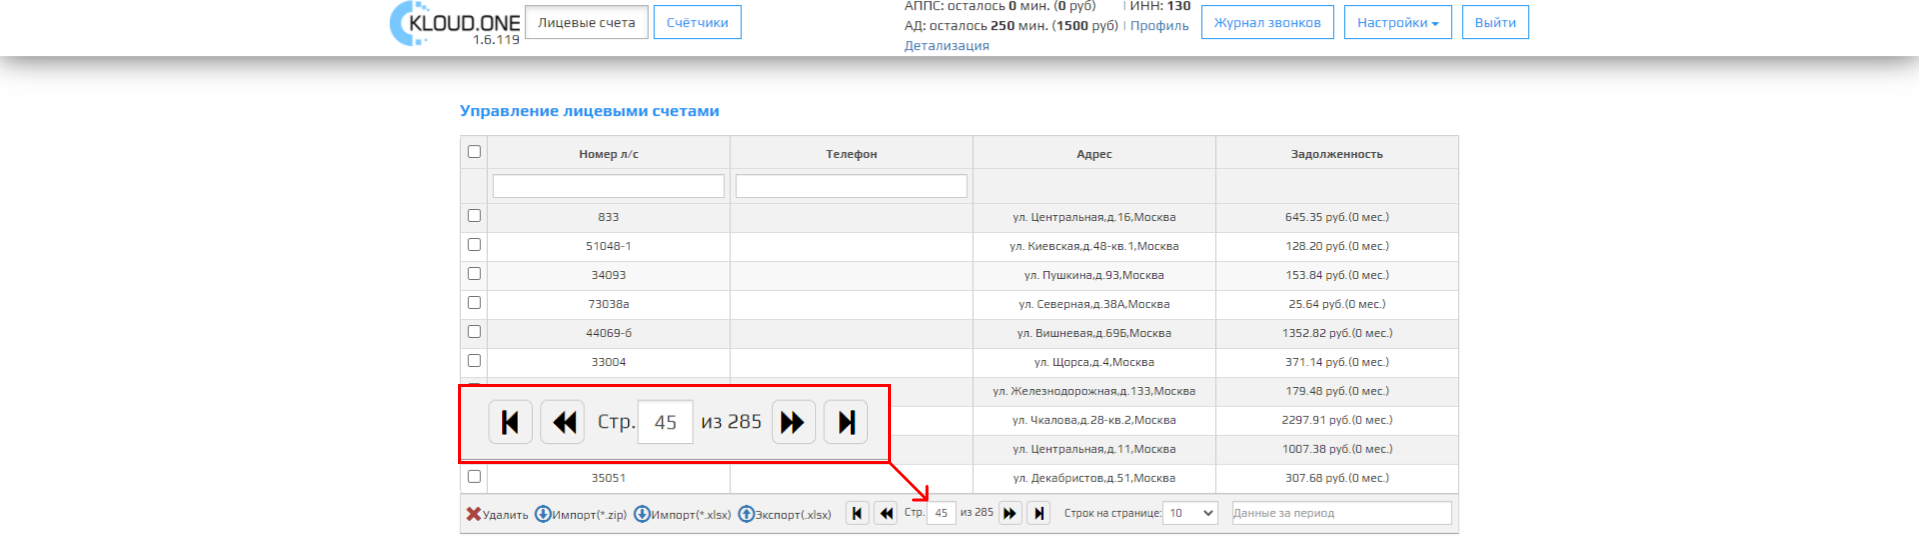 KLOUD.ONE
1.6.119
Лицевые счета
Счётчики
АППС: осталось 0 мин. (0 руб)
АД: осталось 250 мин. (1500 руб)
Детализация
ИНН: 130
Профиль
Журнал звонков
Настройки
Выйти
Управление лицевыми счетами
Номер л/с Телефон Адрес Задолженность
833 ул. Центральная,д.16,Москва 645.35 руб.(0 мес.)
51048-1 ул. Киевская,д.48-кв.1,Москва 128.20 руб.(0 мес.)
34093 ул. Пушкина,д.93,Москва 153.84 руб.(0 мес.)
73038а ул. Северная,д.38А,Москва 25.64 руб.(0 мес.)
44069-б ул. Вишневая,д.69Б,Москва 1352.82 руб.(0 мес.)
33004 ул. Щорса,д.4,Москва 371.14 руб.(0 мес.)
ул. Железнодорожная,д.133,Москва 179.48 руб.(0 мес.)
Стр. 45 из 285
ул. Чкалова,д.28-кв.2,Москва 2297.91 руб.(0 мес.)
ул. Центральная,д.11,Москва 1007.38 руб.(0 мес.)
35051 ул. Декабристов,д.51,Москва 307.68 руб.(0 мес.)
Удалить Импорт(*.zip) Импорт(*.xlsx) Экспорт(.xlsx) Стр. 45 из 285 Строк на странице: 10 Данные за период